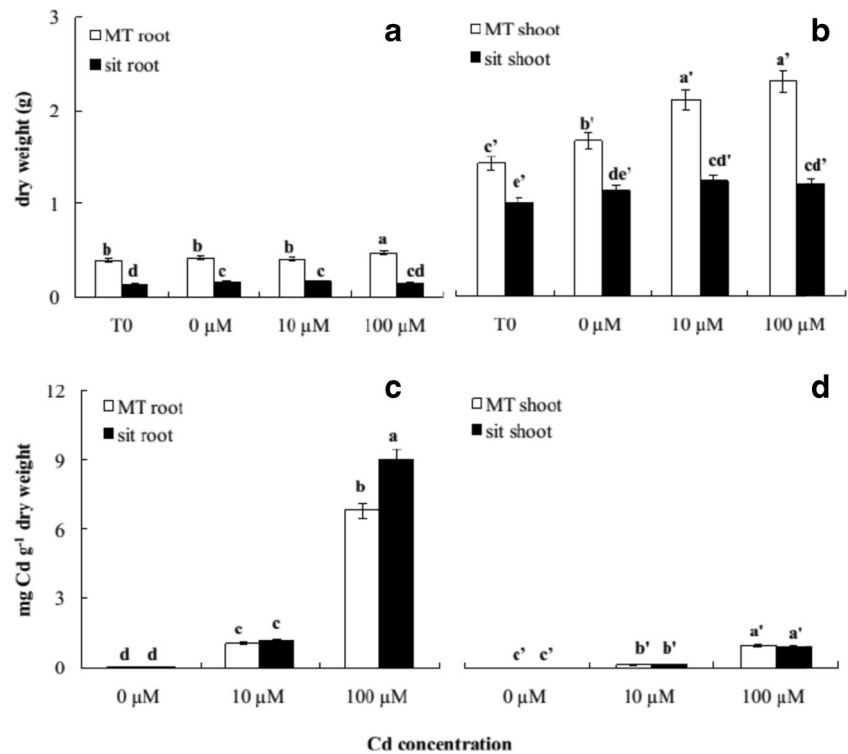 a
MT root
sit root
dry weight (g)
3
2
1
0
b
d
b
c
b
c
a
cd
T0
0 µM
10 µM
100 µM
b
MT shoot
sit shoot
c’
e’
b'
de’
a'
cd’
a’
cd’
T0
0 µM
10 µM
100 µM
c
MT root
sit root
mg Cd g-1 dry weight
12
9
6
3
0
d d
c c
b
a
0 µM
10 µM
100 µM
d
MT shoot
sit shoot
c’ c’
b' b'
a' a'
0 µM
10 µM
100 µM
Cd concentration